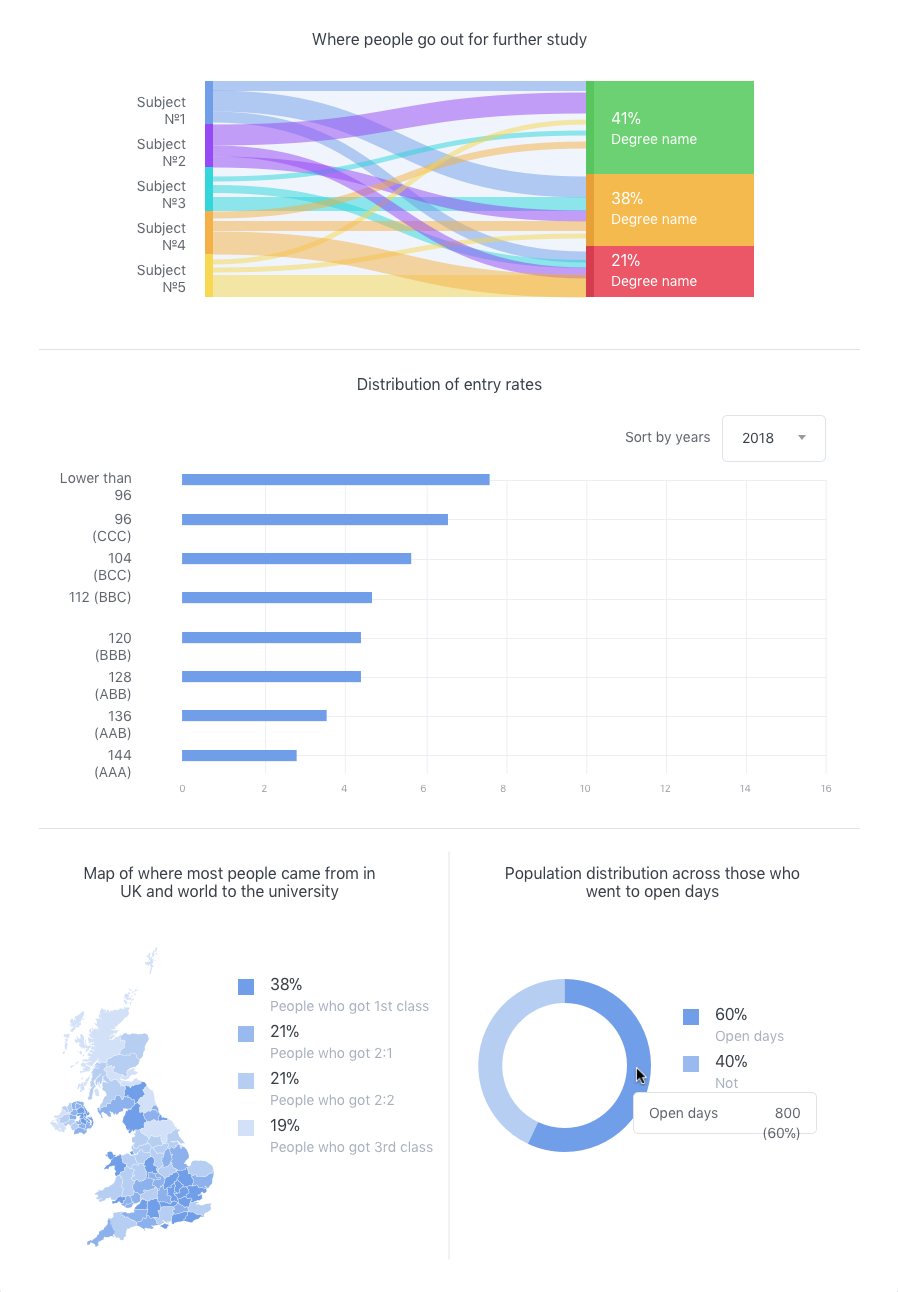 Where people go out for further study
Subject
№1
Subject
№2
Subject
№3
Subject
№4
Subject
№5
41%
Degree name
38%
Degree name
21%
Degree name
Distribution of entry rates
Sort by years
2018
Lower than
96
96
(CCC)
104
(BCC)
112 (BBC)
120
(BBB)
128
(ABB)
136
(AAB)
144
(AAA)
0 2 4 6 8 10 12 14 16
Map of where most people came from in
UK and world to the university
38%
People who got 1st class
21%
People who got 2:1
21%
People who got 2:2
19%
People who got 3rd class
Population distribution across those who
went to open days
60%
Open days
40%
Not
Open days 800
(60%)